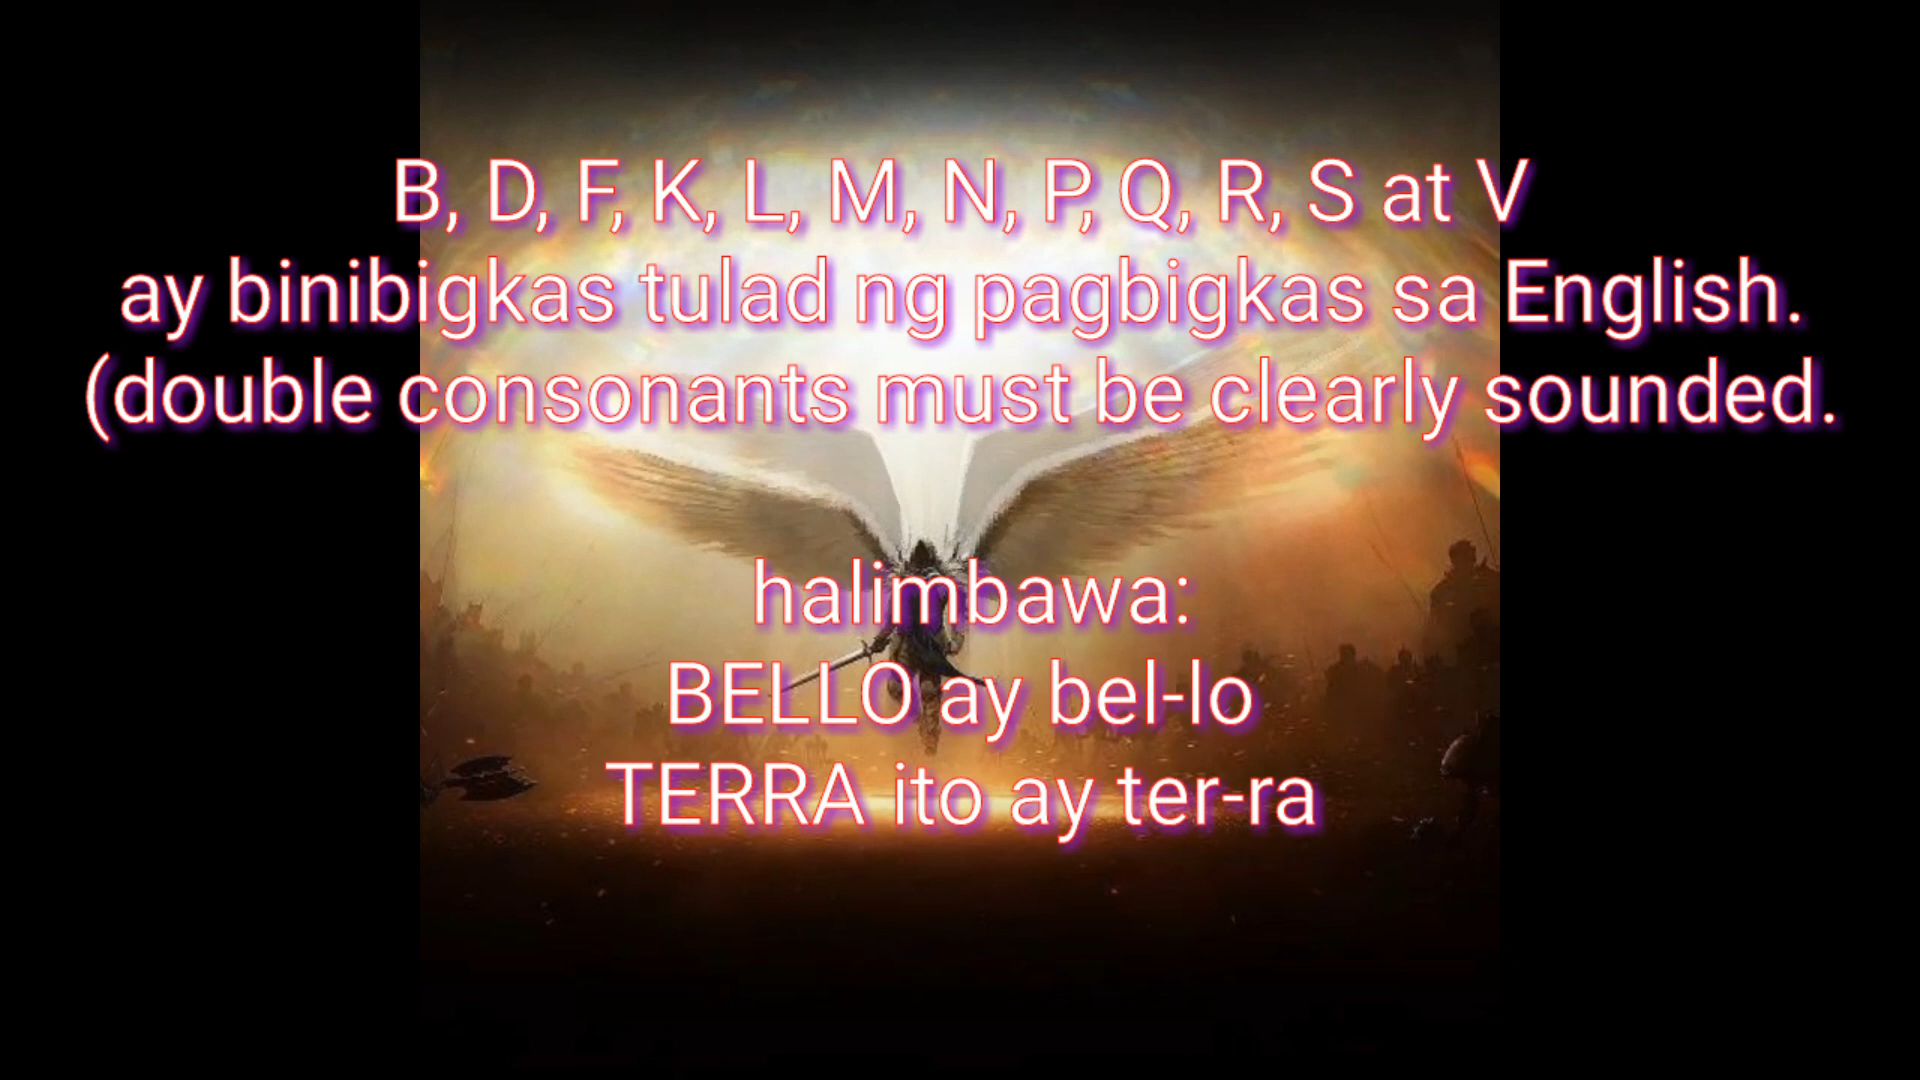 B, D, F, K, L, M, N, P, Q, R, S at V
ay binibigkas tulad ng pagbigkas sa English.
(double consonants must be clearly sounded.
halimbawa:
BELLO ay bel-lo
TERRA ito ay ter-ra